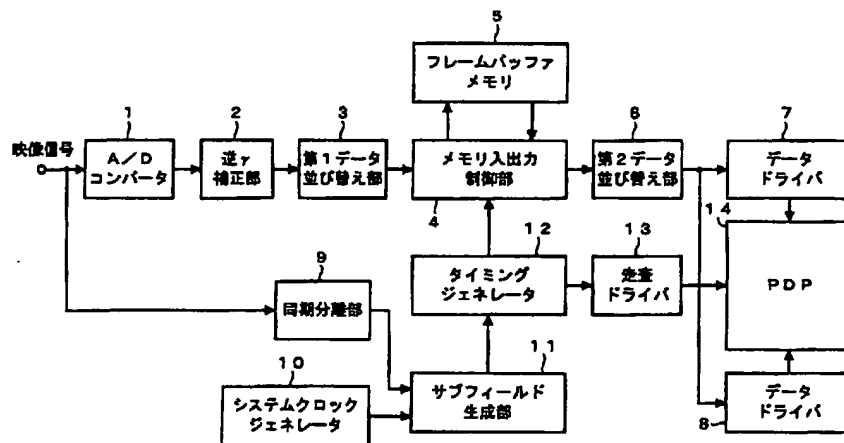 5
フレームバッファ
メモリ
1
2
3
6
7
映像信号
A/D
コンバータ
逆γ
補正部
第1データ
並び替え部
メモリ入出力
制御部
第2データ
並び替え部
データ
ドライバ
4
12
13
14
9
タイミング
ジェネレータ
走査
ドライバ
PDP
同期分離部
10
11
システムクロック
ジェネレータ
サブフィールド
生成部
データ
ドライバ
8